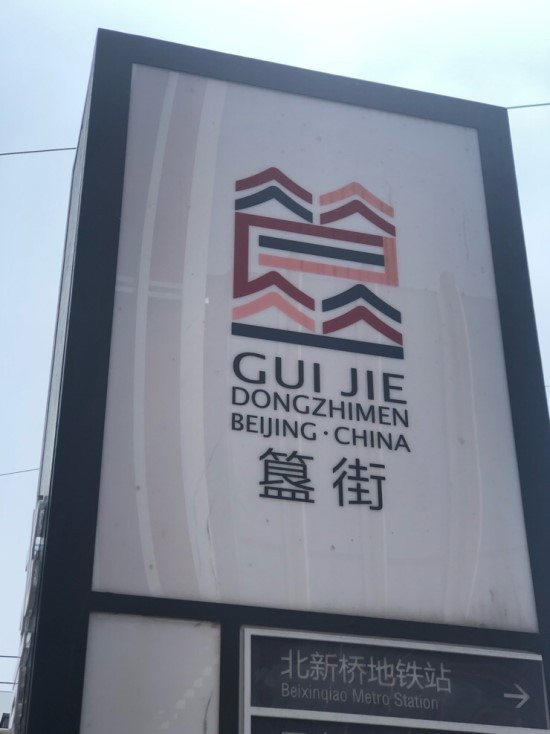 GUI JIE
DONGZHIMEN
BEIJING·CHINA
簋街
北新桥地铁站
Beixinqiao Metro Station